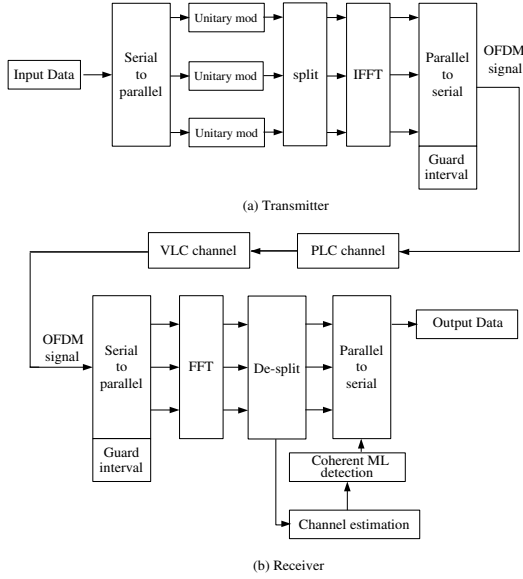 Input Data
Serial
to
parallel
Unitary mod
Unitary mod
Unitary mod
split
IFFT
Parallel
to
serial
Guard
interval
OFDM
signal
(a) Transmitter
VLC channel
PLC channel
OFDM
signal
Serial
to
parallel
Guard
interval
FFT
De-split
Parallel
to
serial
Output Data
Coherent ML
detection
Channel estimation
(b) Receiver